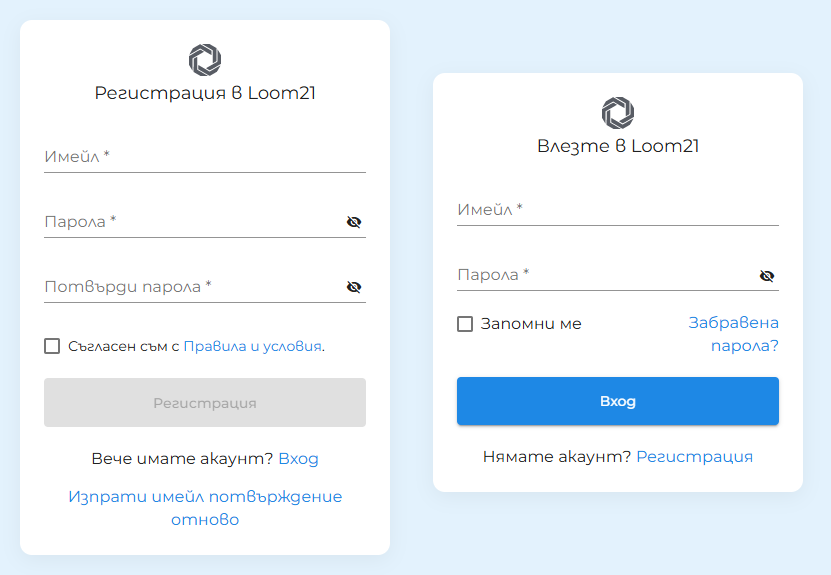 Регистрация в Loom21
Имейл *
Парола *
Потвърди парола *
Съгласен съм с Правила и условия.
Регистрация
Вече имате акаунт? Вход
Изпрати имейл потвърждение
отново
Влезте в Loom21
Имейл *
Парола *
Запомни ме
Забравена
парола?
Вход
Нямате акаунт? Регистрация